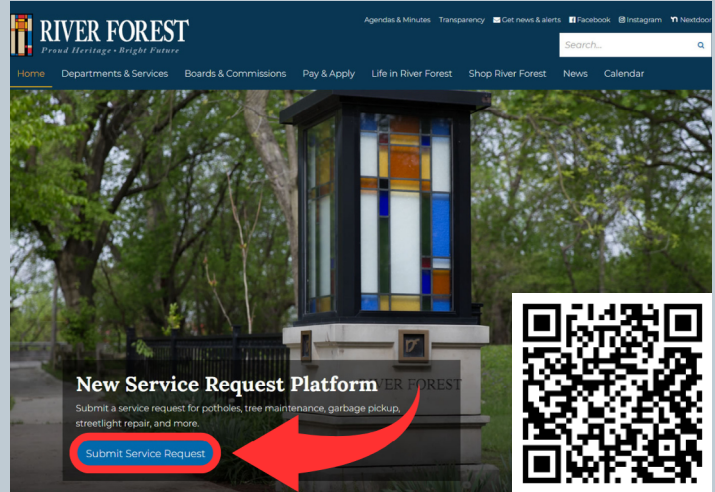 RIVER FOREST
Proud Heritage • Bright Future
Agendas & Minutes Transparency Get news & alerts Facebook Instagram Nextdoor
Search...
Home Departments & Services Boards & Commissions Pay & Apply Life in River Forest Shop River Forest News Calendar
VER FOREST
New Service Request Platform
Submit a service request for potholes, tree maintenance, garbage pickup,
streetlight repair, and more.
Submit Service Request